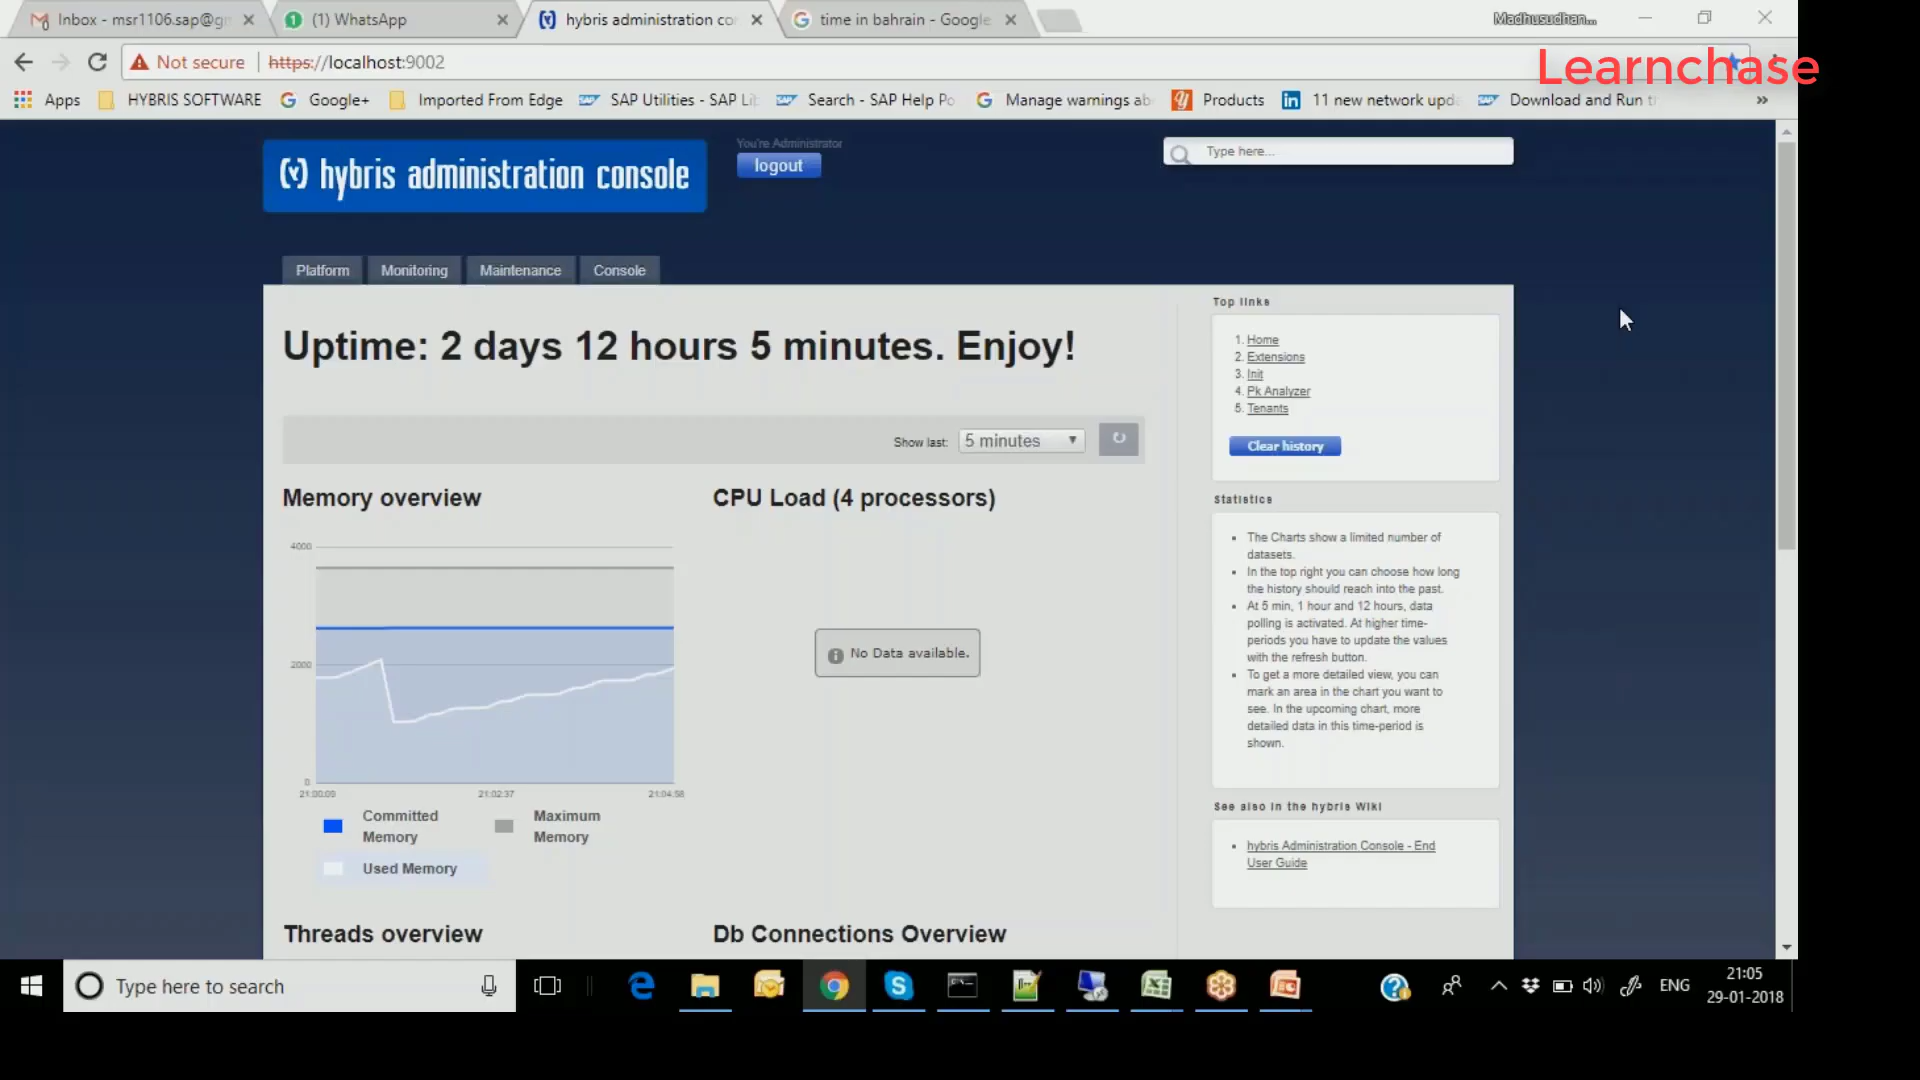 Inbox - msr1106.sap@g
(1) WhatsApp
hybris administration co
time in bahrain - Google
Madhusudhan...
Not secure
https://localhost:9002
Learnchase
Apps
HYBRIS SOFTWARE
Google+
Imported From Edge
SAP Utilities - SAP Li
Search - SAP Help Po
Manage warnings ab
Products
11 new network upda
Download and Run t
»
hybris administration console
You're Administrator
logout
Type here...
Platform
Monitoring
Maintenance
Console
Uptime: 2 days 12 hours 5 minutes. Enjoy!
Show last:
5 minutes
Memory overview
4000
2000
0
21:00:09
21:02:37
21:04:58
Committed
Memory
Maximum
Memory
Used Memory
CPU Load (4 processors)
No Data available.
Threads overview
Db Connections Overview
Top links
1. Home
2. Extensions
3. Init
4. Pk Analyzer
5. Tenants
Clear history
Statistics
The Charts show a limited number of
datasets.
In the top right you can choose how long
the history should reach into the past.
At 5 min, 1 hour and 12 hours, data
polling is activated. At higher time-
periods you have to update the values
with the refresh button.
To get a more detailed view, you can
mark an area in the chart you want to
see. In the upcoming chart, more
detailed data in this time-period is
shown.
See also in the hybris Wiki
hybris Administration Console - End
User Guide
Type here to search
ENG
21:05
29-01-2018